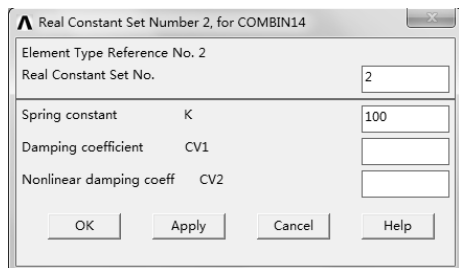 Real Constant Set Number 2, for COMBIN14
Element Type Reference No. 2
Real Constant Set No. 2
Spring constant K 100
Damping coefficient CV1
Nonlinear damping coeff CV2
OK Apply Cancel Help